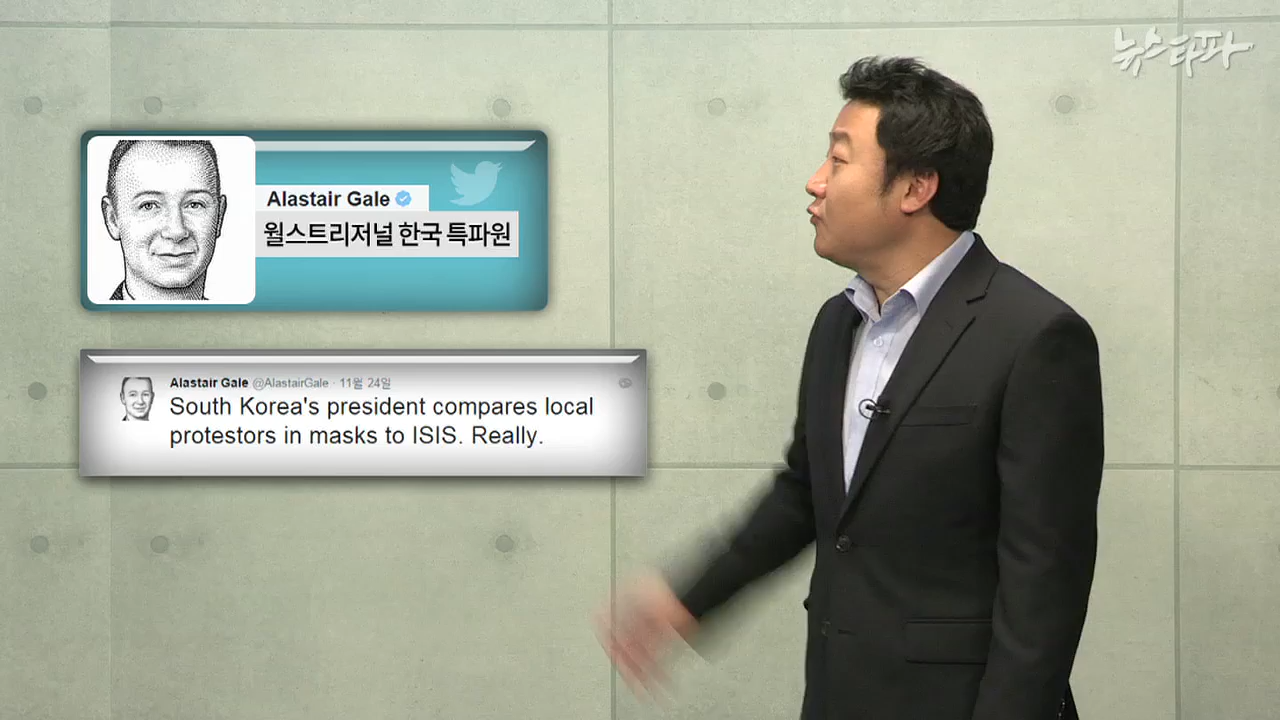 뉴스타파
Alastair Gale
월스트리저널 한국 특파원
Alastair Gale @AlastairGale · 11월 24일
South Korea's president compares local
protestors in masks to ISIS. Really.